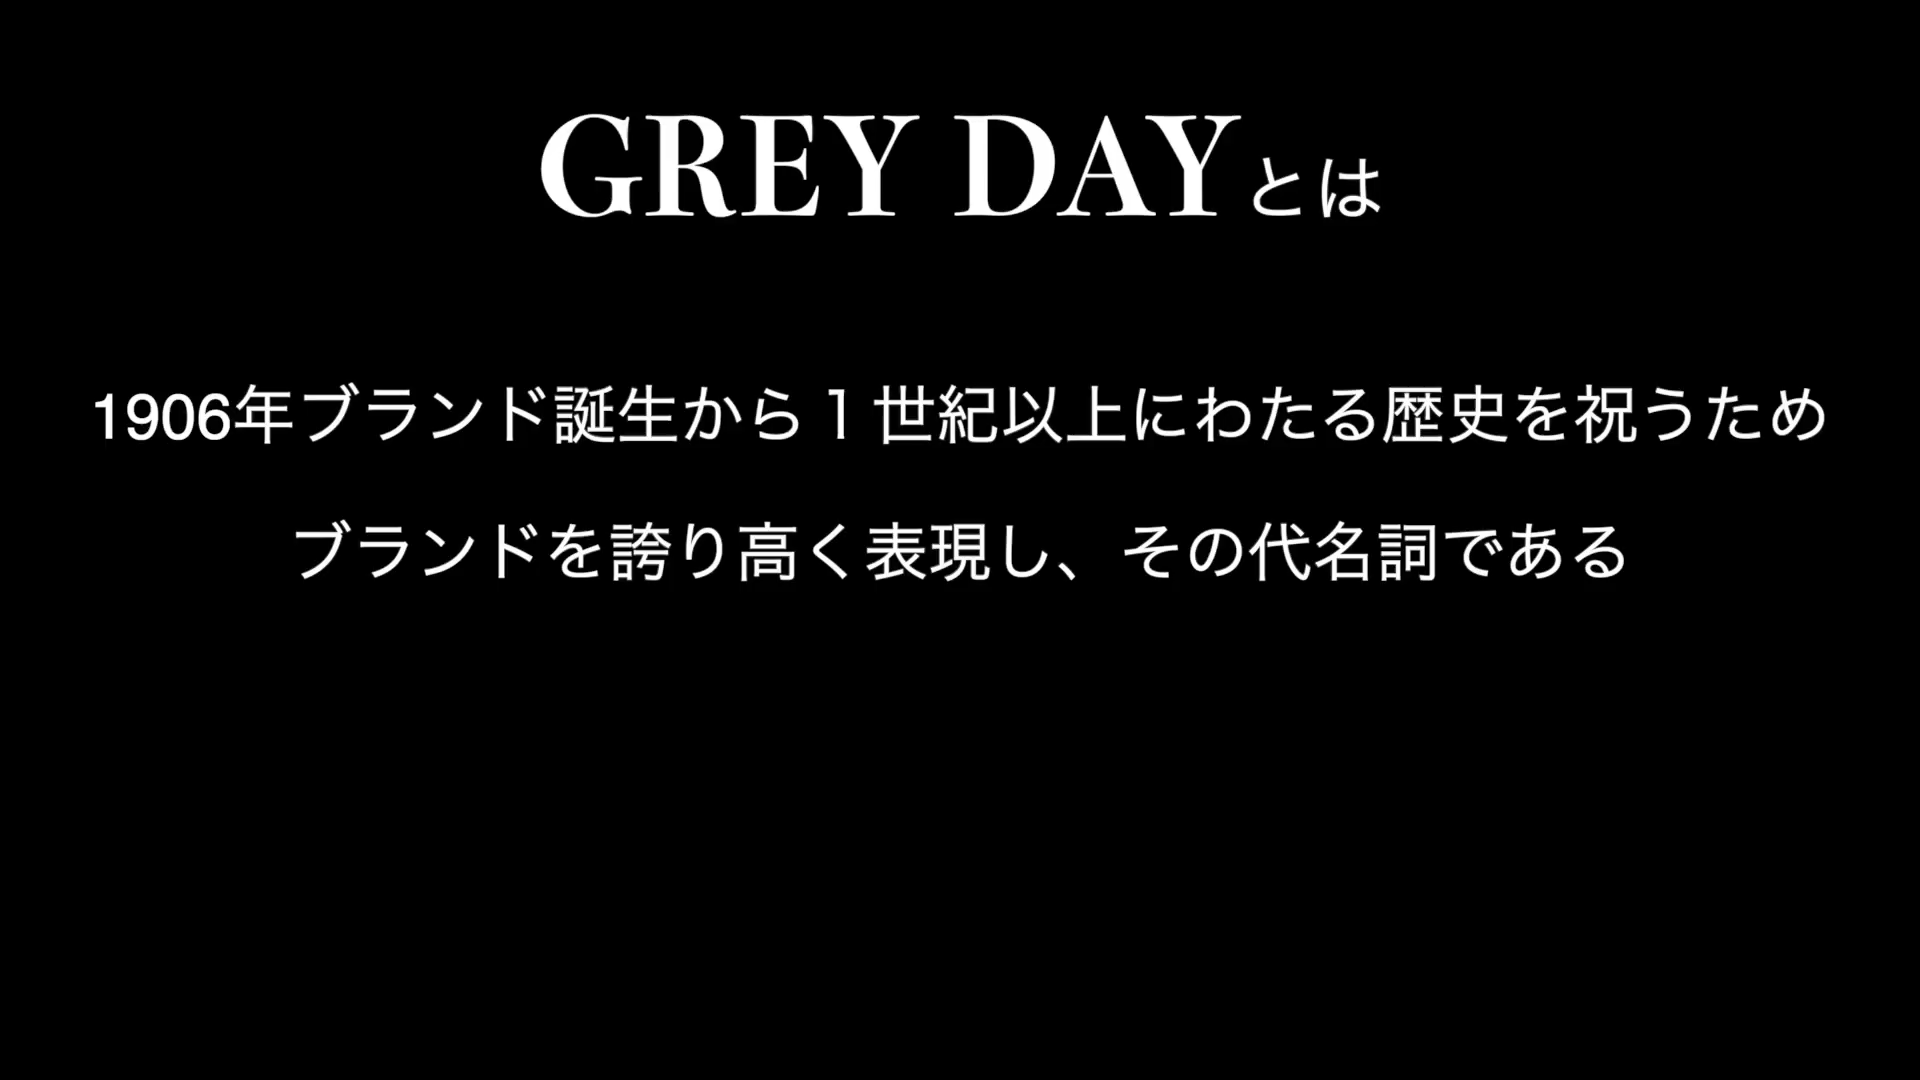 GREY DAYとは
1906年ブランド誕生から１世紀以上にわたる歴史を祝うため
ブランドを誇り高く表現し、その代名詞である